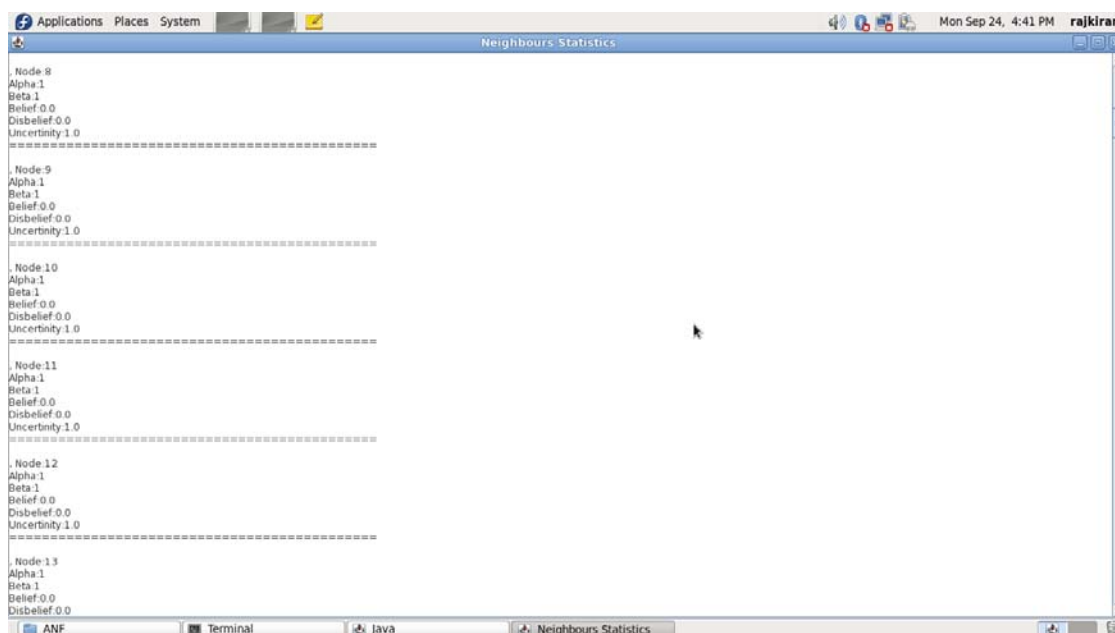 Applications Places System Mon Sep 24, 4:41 PM rajkiran
Neighbours Statistics
. Node:8
Alpha:1
Beta:1
Belief:0.0
Disbelief:0.0
Uncertinity:1.0
==============================================
. Node:9
Alpha:1
Beta:1
Belief:0.0
Disbelief:0.0
Uncertinity:1.0
==============================================
. Node:10
Alpha:1
Beta:1
Belief:0.0
Disbelief:0.0
Uncertinity:1.0
==============================================
. Node:11
Alpha:1
Beta:1
Belief:0.0
Disbelief:0.0
Uncertinity:1.0
==============================================
. Node:12
Alpha:1
Beta:1
Belief:0.0
Disbelief:0.0
Uncertinity:1.0
==============================================
. Node:13
Alpha:1
Beta:1
Belief:0.0
Disbelief:0.0
ANF Terminal Java Neighbours Statistics